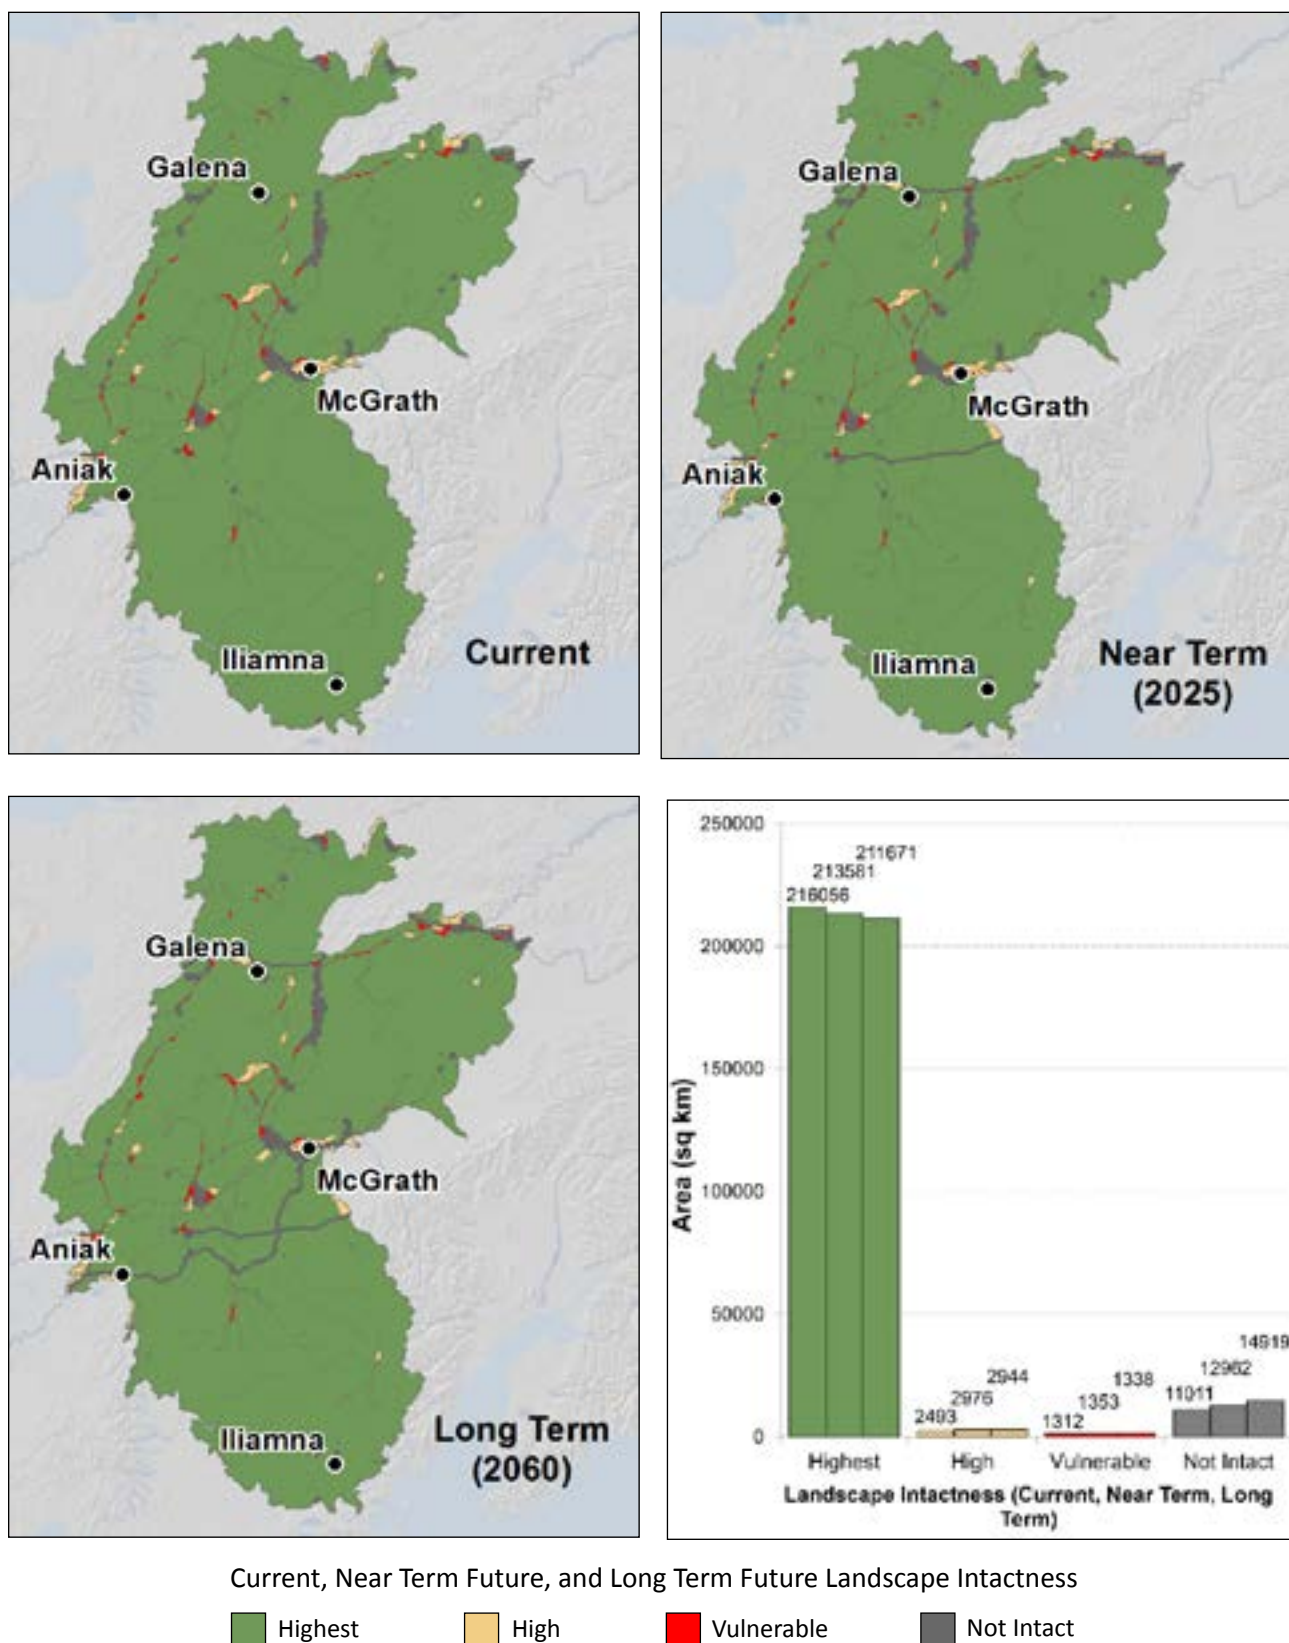 Galena
McGrath
Aniak
Iliamna
Current
Galena
McGrath
Aniak
Iliamna
Near Term
(2025)
Galena
McGrath
Aniak
Iliamna
Long Term
(2060)
250000
200000
150000
100000
50000
0
Area (sq km)
211671
213581
216056
2944
2976
2493
1338
1353
1312
14919
12962
11011
Highest
High
Vulnerable
Not Intact
Landscape Intactness (Current, Near Term, Long
Term)
Current, Near Term Future, and Long Term Future Landscape Intactness
Highest
High
Vulnerable
Not Intact